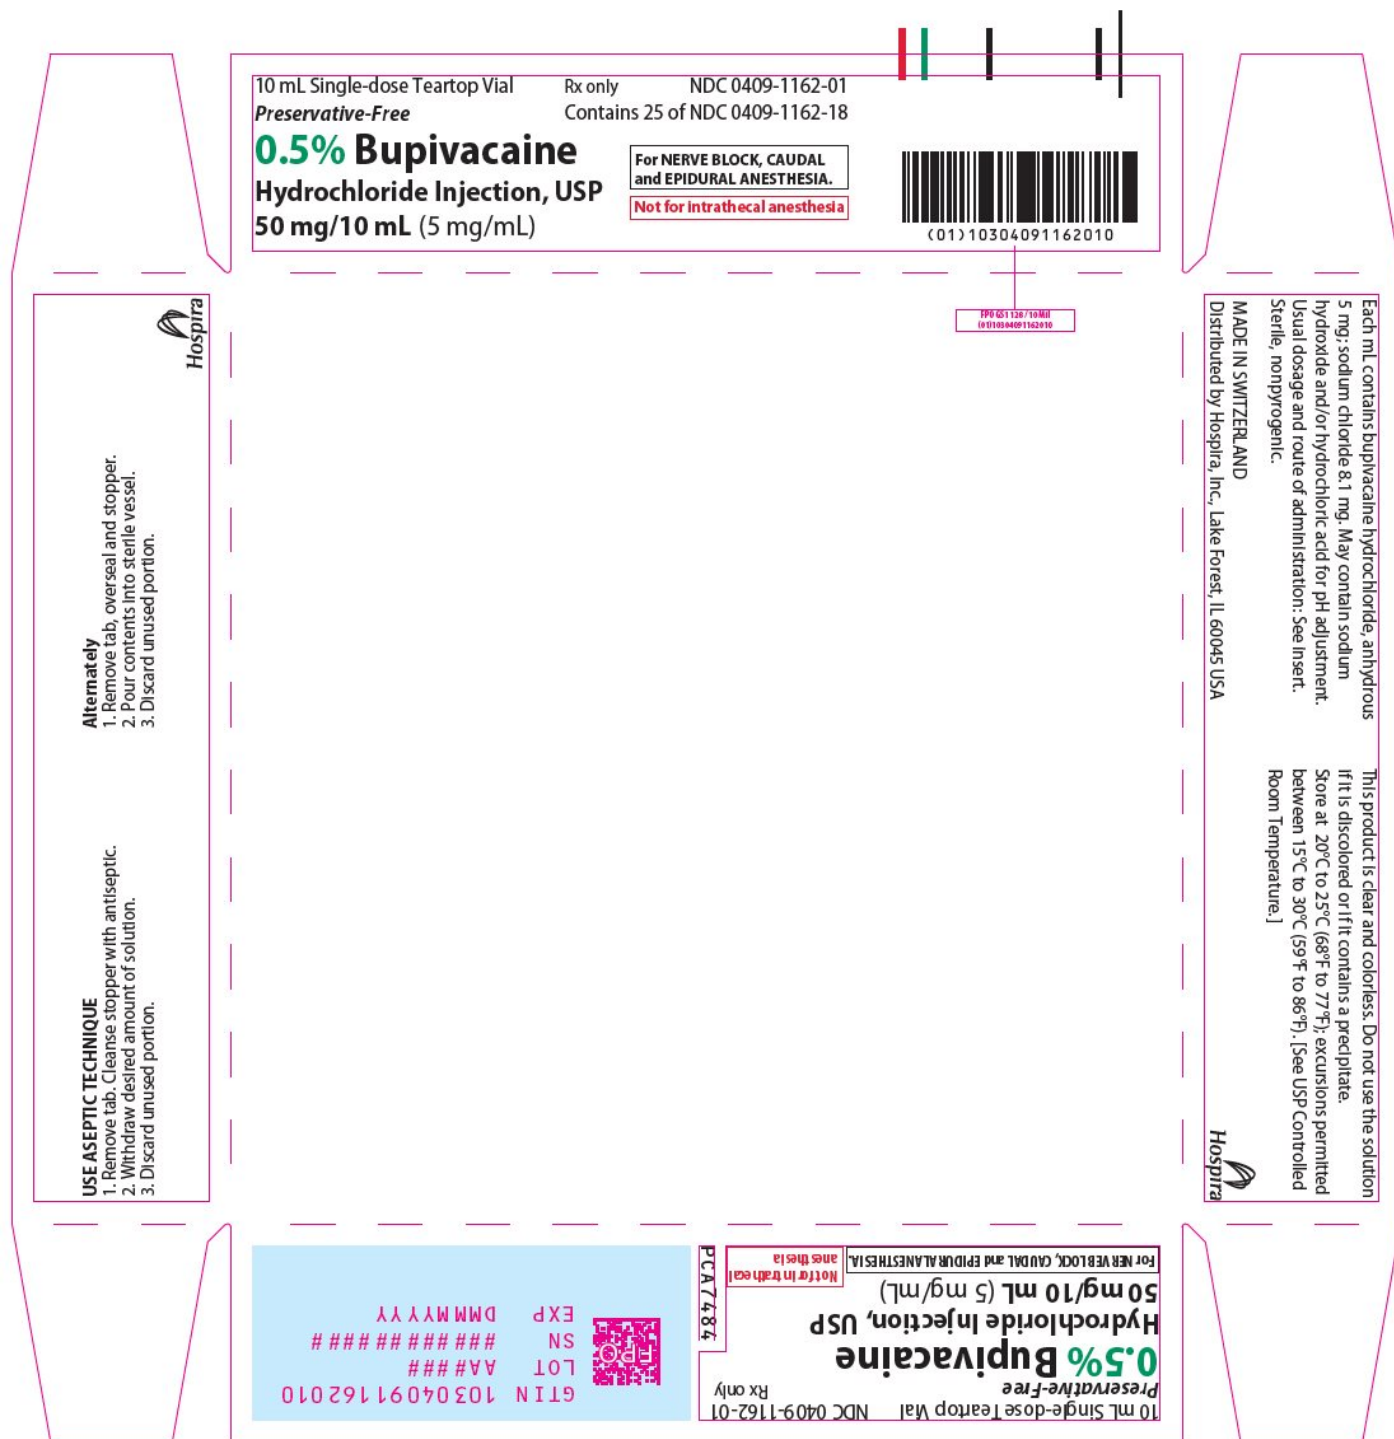 10 mL Single-dose Teartop Vial Rx only NDC 0409-1162-01
Preservative-Free Contains 25 of NDC 0409-1162-18
0.5% Bupivacaine
Hydrochloride Injection, USP
50 mg/10 mL (5 mg/mL)
For NERVE BLOCK, CAUDAL
and EPIDURAL ANESTHESIA.
Not for intrathecal anesthesia
(01)10304091162010
FPO GS1 128 / 10 Mil
(01)10304091162010
Hospira
Alternately
1. Remove tab, overseal and stopper.
2. Pour contents into sterile vessel.
3. Discard unused portion.
USE ASEPTIC TECHNIQUE
1. Remove tab. Cleanse stopper with antiseptic.
2. Withdraw desired amount of solution.
3. Discard unused portion.
Each mL contains bupivacaine hydrochloride, anhydrous
5 mg; sodium chloride 8.1 mg. May contain sodium
hydroxide and/or hydrochloric acid for pH adjustment.
Usual dosage and route of administration: See insert.
Sterile, nonpyrogenic.
MADE IN SWITZERLAND
Distributed by Hospira, Inc., Lake Forest, IL 60045 USA
This product is clear and colorless. Do not use the solution
if it is discolored or if it contains a precipitate.
Store at 20°C to 25°C (68°F to 77°F); excursions permitted
between 15°C to 30°C (59°F to 86°F). [See USP Controlled
Room Temperature.]
Hospira
10 mL Single-dose Teartop Vial NDC 0409-1162-01
Preservative-Free Rx only
0.5% Bupivacaine
Hydrochloride Injection, USP
50 mg/10 mL (5 mg/mL)
For NERVE BLOCK, CAUDAL and EPIDURAL ANESTHESIA.
Not for intrathecal
anesthesia
PCA7484
GTIN 10304091162010
LOT AA####
SN ############
EXP DMMMYYYY
FPO